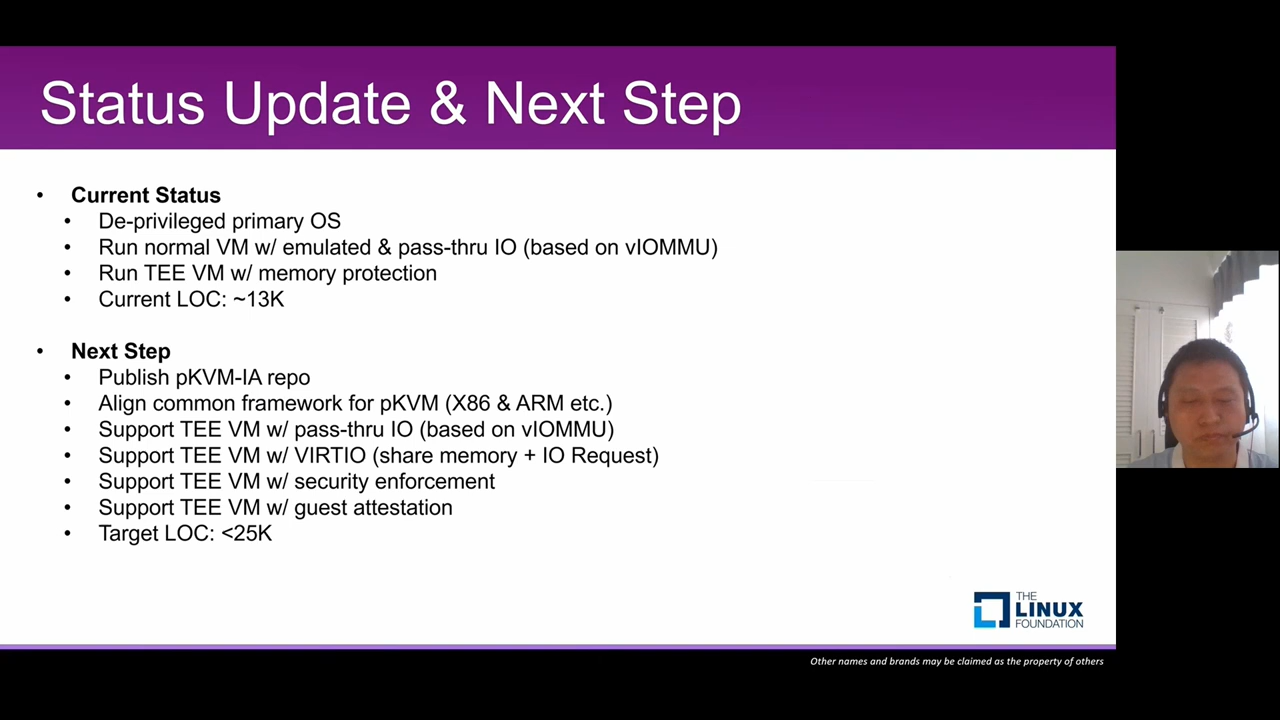 Status Update & Next Step
• Current Status
• De-privileged primary OS
• Run normal VM w/ emulated & pass-thru IO (based on vIOMMU)
• Run TEE VM w/ memory protection
• Current LOC: ~13K
• Next Step
• Publish pKVM-IA repo
• Align common framework for pKVM (X86 & ARM etc.)
• Support TEE VM w/ pass-thru IO (based on vIOMMU)
• Support TEE VM w/ VIRTIO (share memory + IO Request)
• Support TEE VM w/ security enforcement
• Support TEE VM w/ guest attestation
• Target LOC: <25K
THE
LINUX
FOUNDATION
Other names and brands may be claimed as the property of others